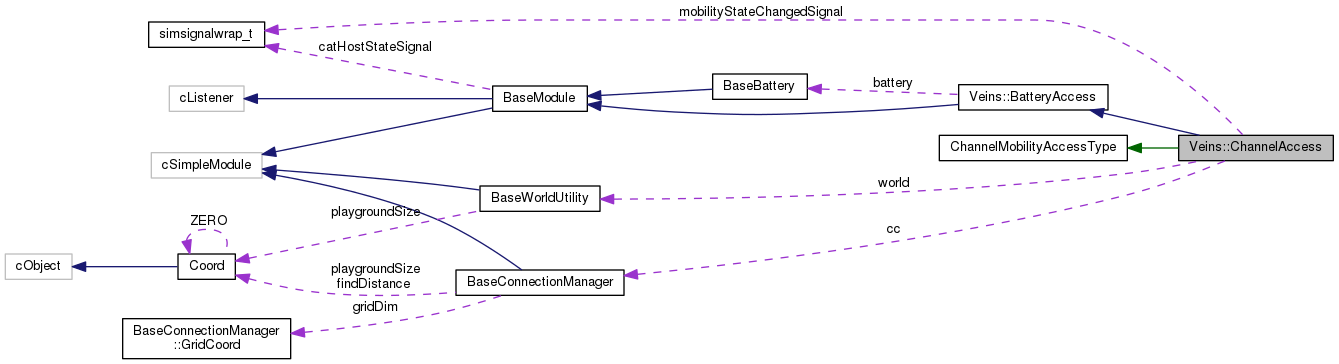 mobilityStateChangedSignal
simsignalwrap_t
catHostStateSignal
cListener
BaseModule
BaseBattery
battery
Veins::BatteryAccess
ChannelMobilityAccessType
Veins::ChannelAccess
cSimpleModule
world
BaseWorldUtility
playgroundSize
ZERO
cc
cObject
Coord
playgroundSize
findDistance
BaseConnectionManager
gridDim
BaseConnectionManager
::GridCoord